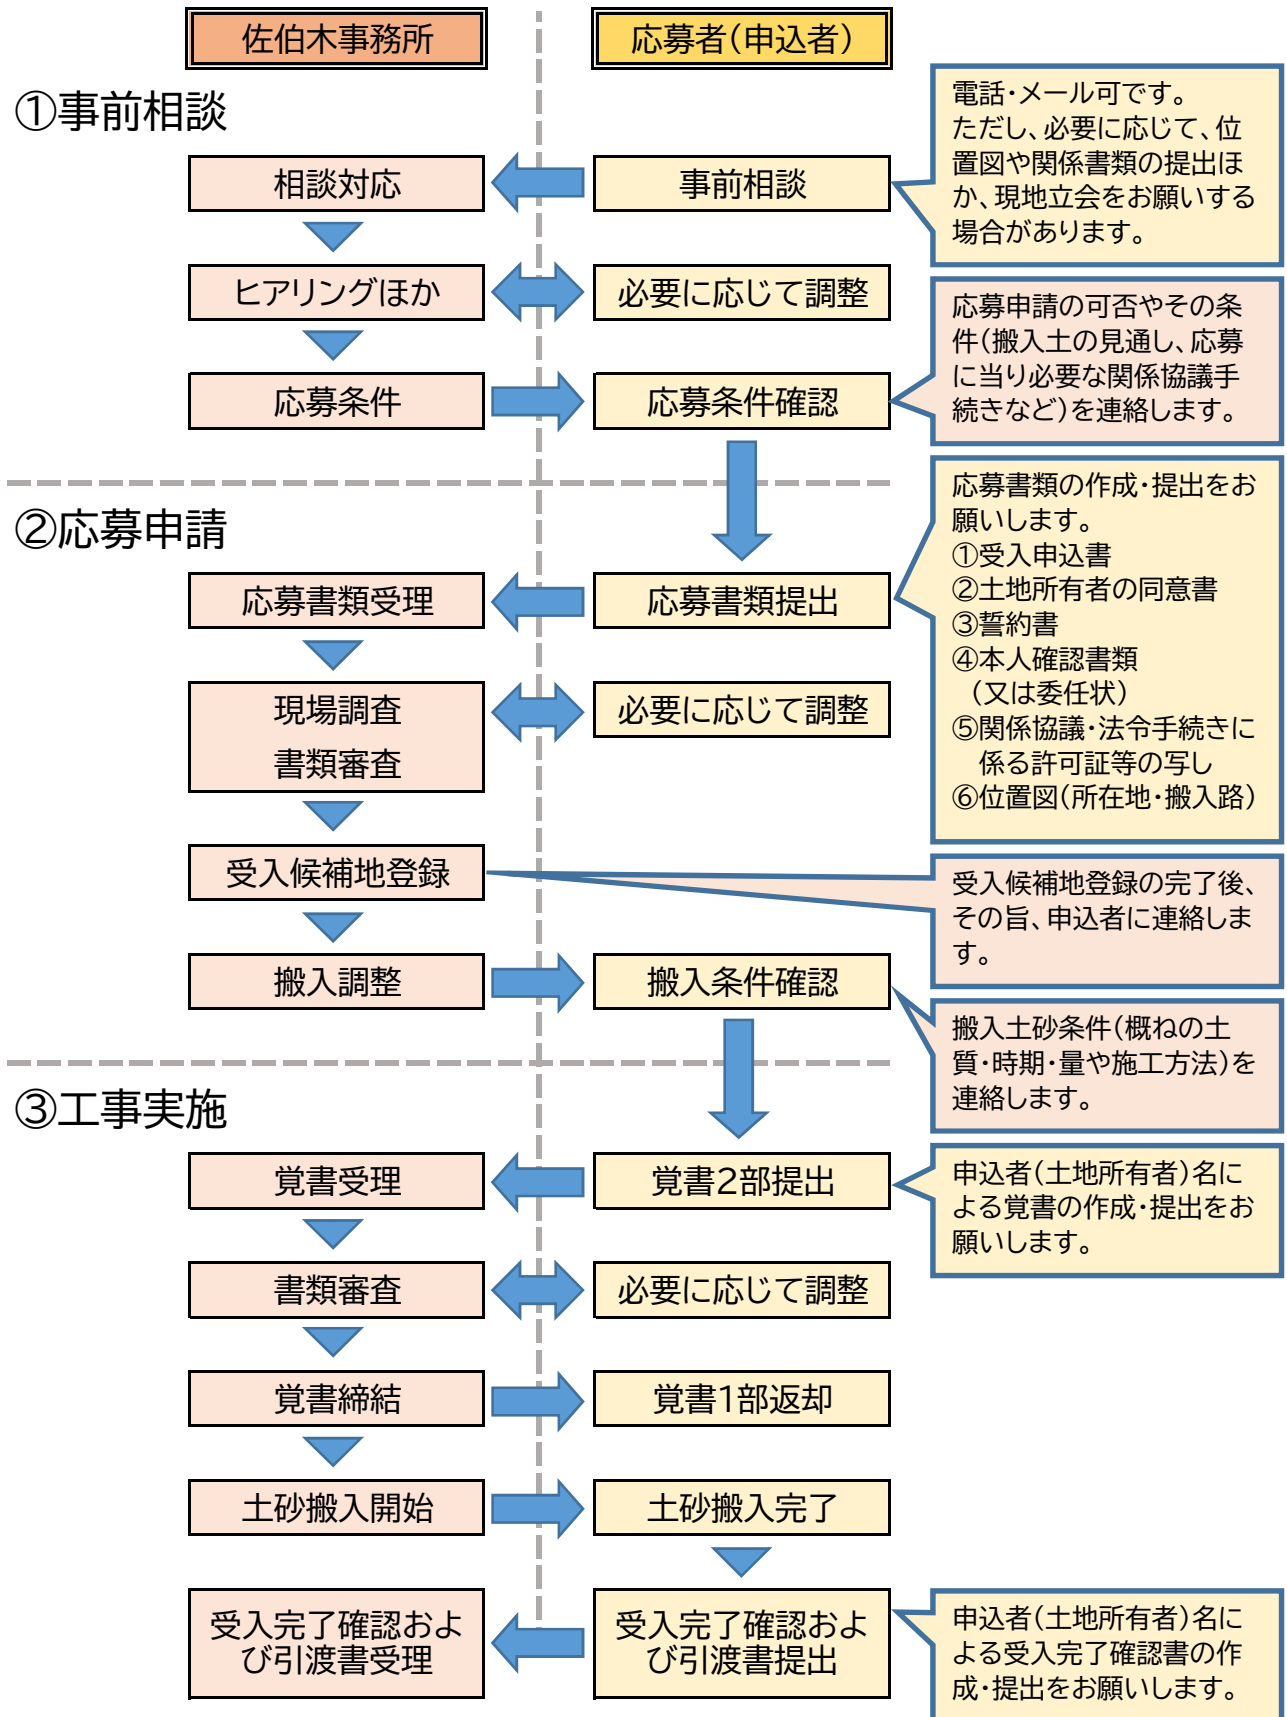 佐伯木事務所
応募者(申込者)
①事前相談
電話・メール可です。
ただし、必要に応じて、位
置図や関係書類の提出ほ
か、現地立会をお願いする
場合があります。
相談対応
事前相談
ヒアリングほか
必要に応じて調整
応募申請の可否やその条
件(搬入土の見通し、応募
に当り必要な関係協議手
続きなど)を連絡します。
応募条件
応募条件確認
②応募申請
応募書類の作成・提出をお
願いします。
①受入申込書
②土地所有者の同意書
③誓約書
④本人確認書類
(又は委任状)
⑤関係協議・法令手続きに
係る許可証等の写し
⑥位置図(所在地・搬入路)
応募書類受理
応募書類提出
現場調査
書類審査
必要に応じて調整
受入候補地登録
受入候補地登録の完了後、
その旨、申込者に連絡しま
す。
搬入調整
搬入条件確認
搬入土砂条件(概ねの土
質・時期・量や施工方法)を
連絡します。
③工事実施
覚書受理
覚書2部提出
申込者(土地所有者)名に
よる覚書の作成・提出をお
願いします。
書類審査
必要に応じて調整
覚書締結
覚書1部返却
土砂搬入開始
土砂搬入完了
受入完了確認およ
び引渡書受理
受入完了確認およ
び引渡書提出
申込者(土地所有者)名に
よる受入完了確認書の作
成・提出をお願いします。